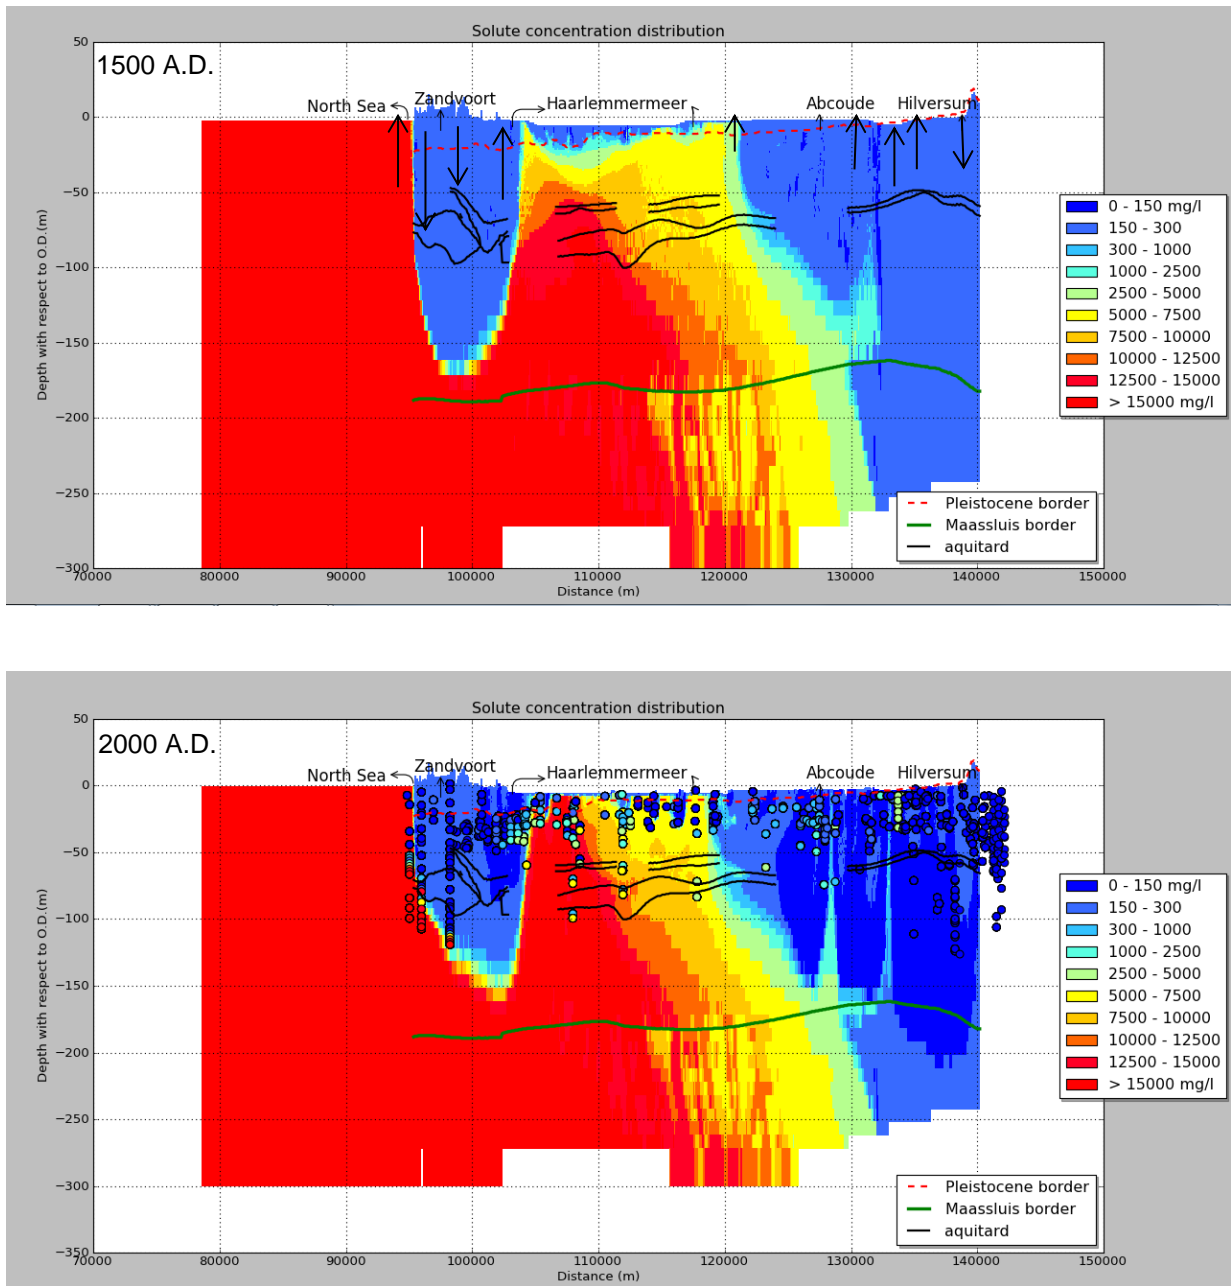 Solute concentration distribution
1500 A.D.
North Sea
Zandvoort
Haarlemmermeer
Abcoude
Hilversum
50
0
−50
−100
−150
−200
−250
−300
Depth with respect to O.D.(m)
0 - 150 mg/l
150 - 300
300 - 1000
1000 - 2500
2500 - 5000
5000 - 7500
7500 - 10000
10000 - 12500
12500 - 15000
> 15000 mg/l
Pleistocene border
Maassluis border
aquitard
70000 80000 90000 100000 110000 120000 130000 140000 150000
Distance (m)
Solute concentration distribution
2000 A.D.
North Sea
Zandvoort
Haarlemmermeer
Abcoude
Hilversum
50
0
−50
−100
−150
−200
−250
−300
−350
Depth with respect to O.D.(m)
0 - 150 mg/l
150 - 300
300 - 1000
1000 - 2500
2500 - 5000
5000 - 7500
7500 - 10000
10000 - 12500
12500 - 15000
> 15000 mg/l
Pleistocene border
Maassluis border
aquitard
70000 80000 90000 100000 110000 120000 130000 140000 150000
Distance (m)